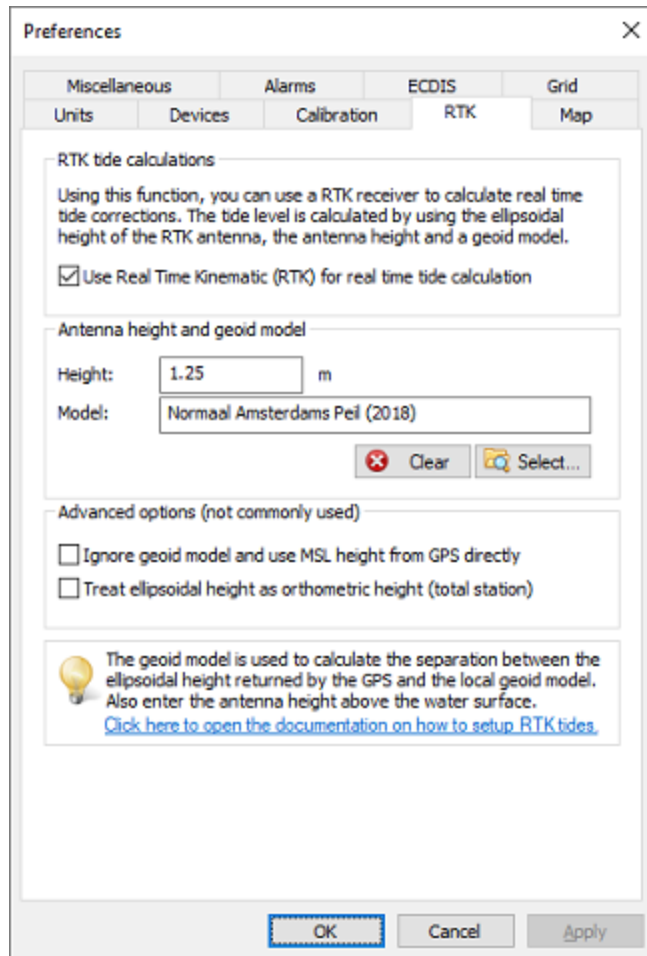 Preferences
Miscellaneous Alarms ECDIS Grid
Units Devices Calibration RTK Map
RTK tide calculations
Using this function, you can use a RTK receiver to calculate real time
tide corrections. The tide level is calculated by using the ellipsoidal
height of the RTK antenna, the antenna height and a geoid model.
Use Real Time Kinematic (RTK) for real time tide calculation
Antenna height and geoid model
Height: 1.25 m
Model: Normaal Amsterdams Peil (2018)
Clear Select...
Advanced options (not commonly used)
Ignore geoid model and use MSL height from GPS directly
Treat ellipsoidal height as orthometric height (total station)
The geoid model is used to calculate the separation between the
ellipsoidal height returned by the GPS and the local geoid model.
Also enter the antenna height above the water surface.
Click here to open the documentation on how to setup RTK tides.
OK Cancel Apply